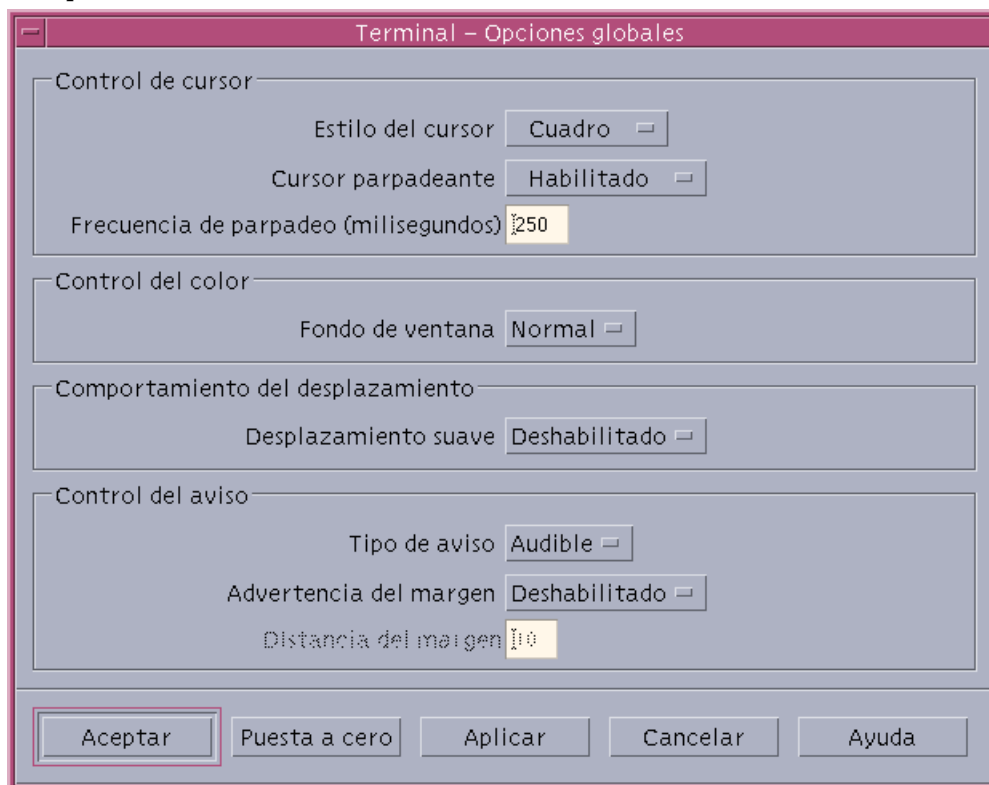 Terminal – Opciones globales
Control de cursor
Estilo del cursor Cuadro
Cursor parpadeante Habilitado
Frecuencia de parpadeo (milisegundos) 250
Control del color
Fondo de ventana Normal
Comportamiento del desplazamiento
Desplazamiento suave Deshabilitado
Control del aviso
Tipo de aviso Audible
Advertencia del margen Deshabilitado
Distancia del margen 10
Aceptar Puesta a cero Aplicar Cancelar Ayuda